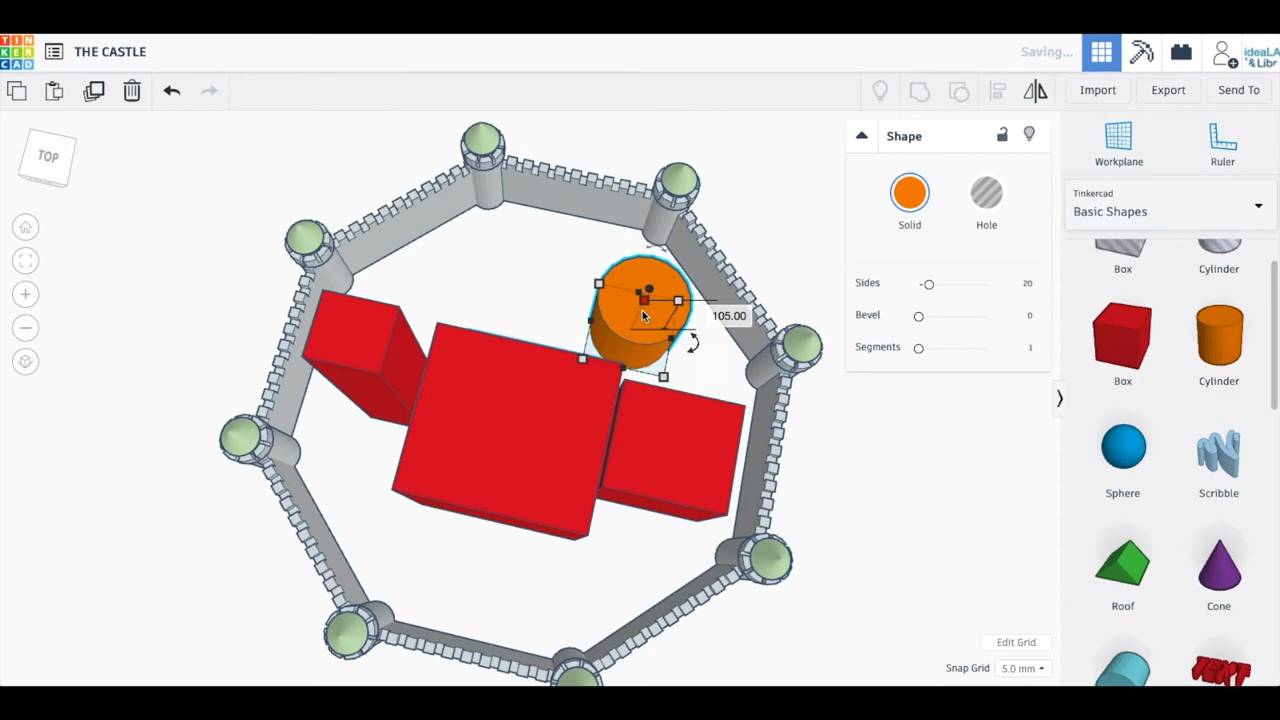 TIN
KER
CAD
THE CASTLE
Saving...
ideaLA
& Libr
Import
Export
Send To
TOP
Shape
Solid
Hole
Sides
20
Bevel
0
Segments
1
105.00
Workplane
Ruler
Tinkercad
Basic Shapes
Box
Cylinder
Box
Cylinder
Sphere
Scribble
Roof
Cone
TEXT
Edit Grid
Snap Grid
5.0 mm